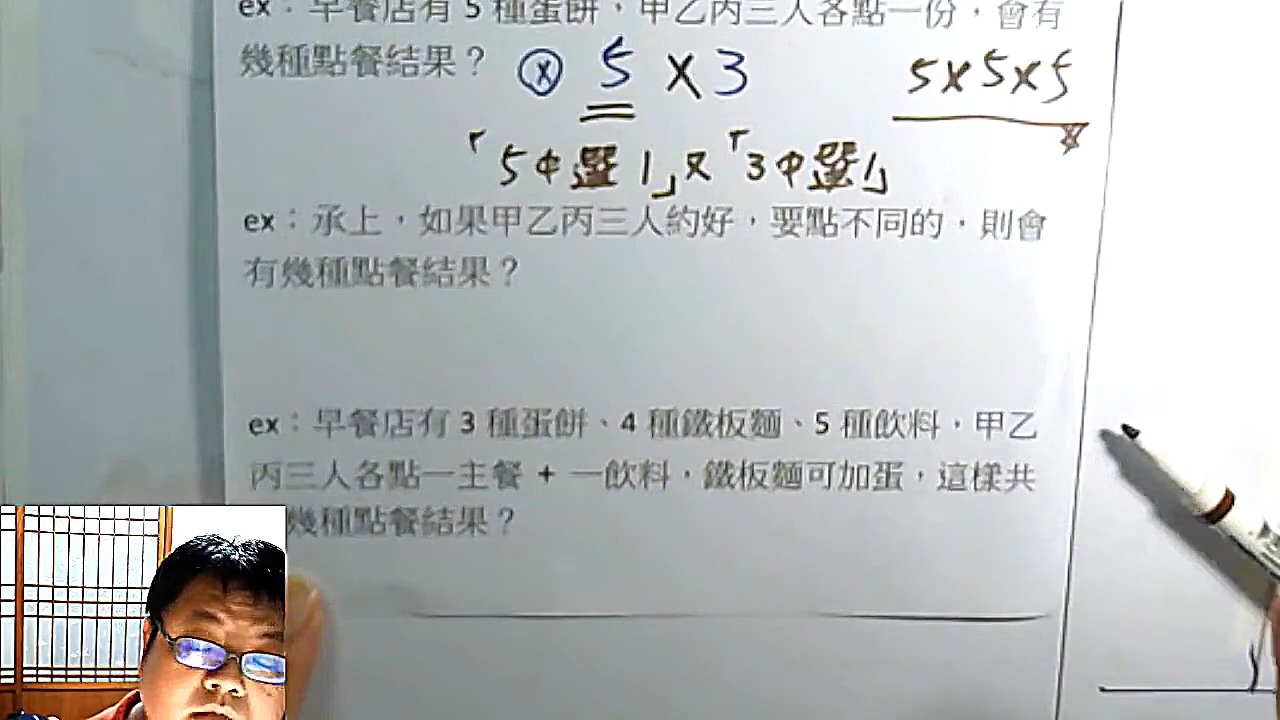 ex：早餐店有 5 種蛋餅、甲乙丙三人各點一份，會有
幾種點餐結果？ ⓧ 5 × 3 5×5×5
「5中選1」又「3中選1」
ex：承上，如果甲乙丙三人約好，要點不同的，則會
有幾種點餐結果？
ex：早餐店有 3 種蛋餅、4 種鐵板麵、5 種飲料，甲乙
丙三人各點一主餐 + 一飲料，鐵板麵可加蛋，這樣共
幾種點餐結果？